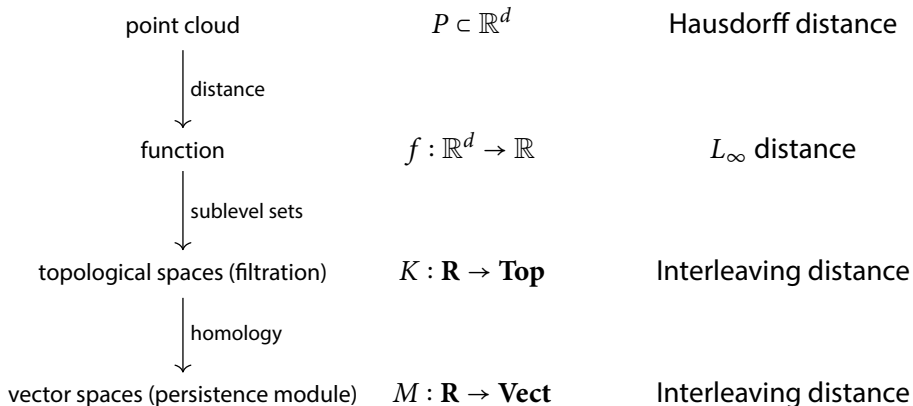 point cloud P ⊂ ℝ^d Hausdorff distance
distance
function f : ℝ^d → ℝ L_∞ distance
sublevel sets
topological spaces (filtration) K : **R** → **Top** Interleaving distance
homology
vector spaces (persistence module) M : **R** → **Vect** Interleaving distance